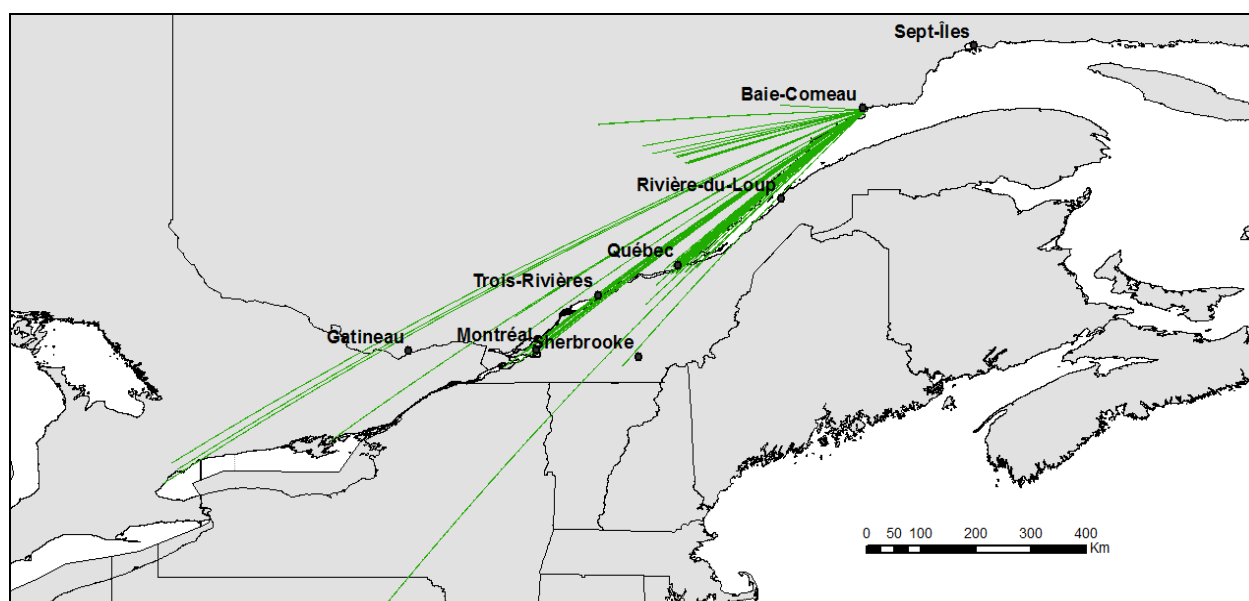 Sept-Îles
Baie-Comeau
Rivière-du-Loup
Québec
Trois-Rivières
Gatineau
Montréal
Sherbrooke
0 50 100 200 300 400
Km